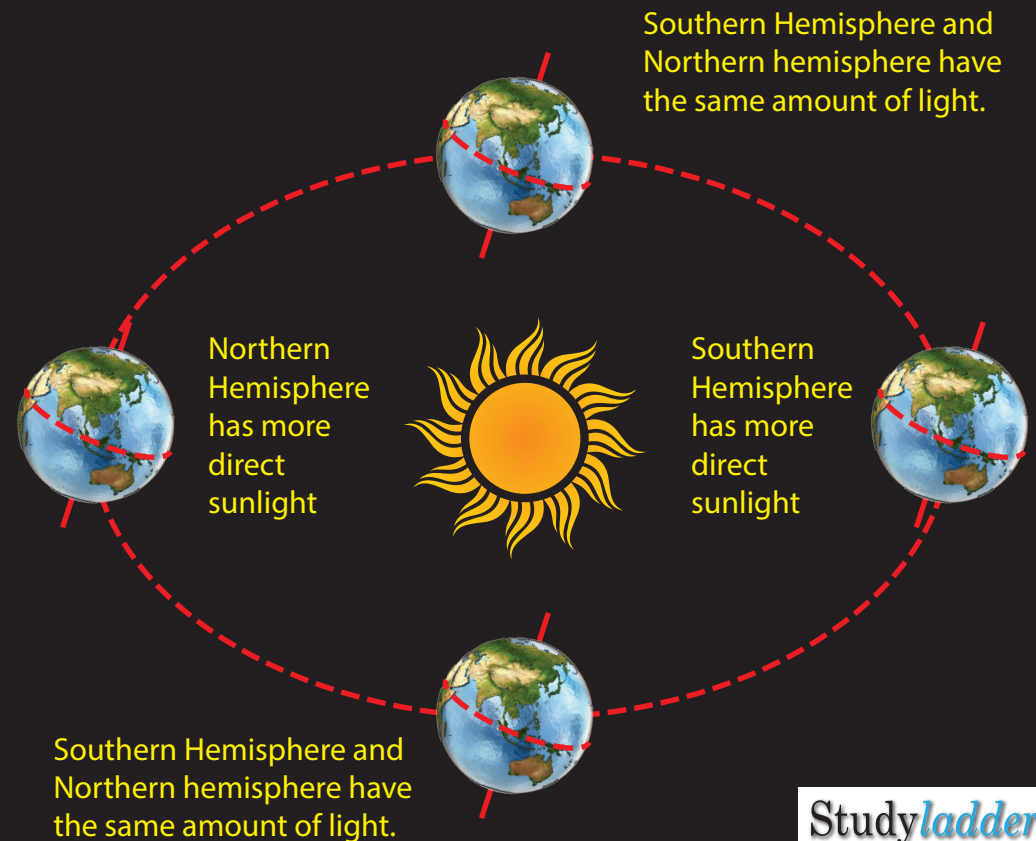 Southern Hemisphere and
Northern hemisphere have
the same amount of light.
Northern
Hemisphere
has more
direct
sunlight
Southern
Hemisphere
has more
direct
sunlight
Southern Hemisphere and
Northern hemisphere have
the same amount of light.
Studyladder